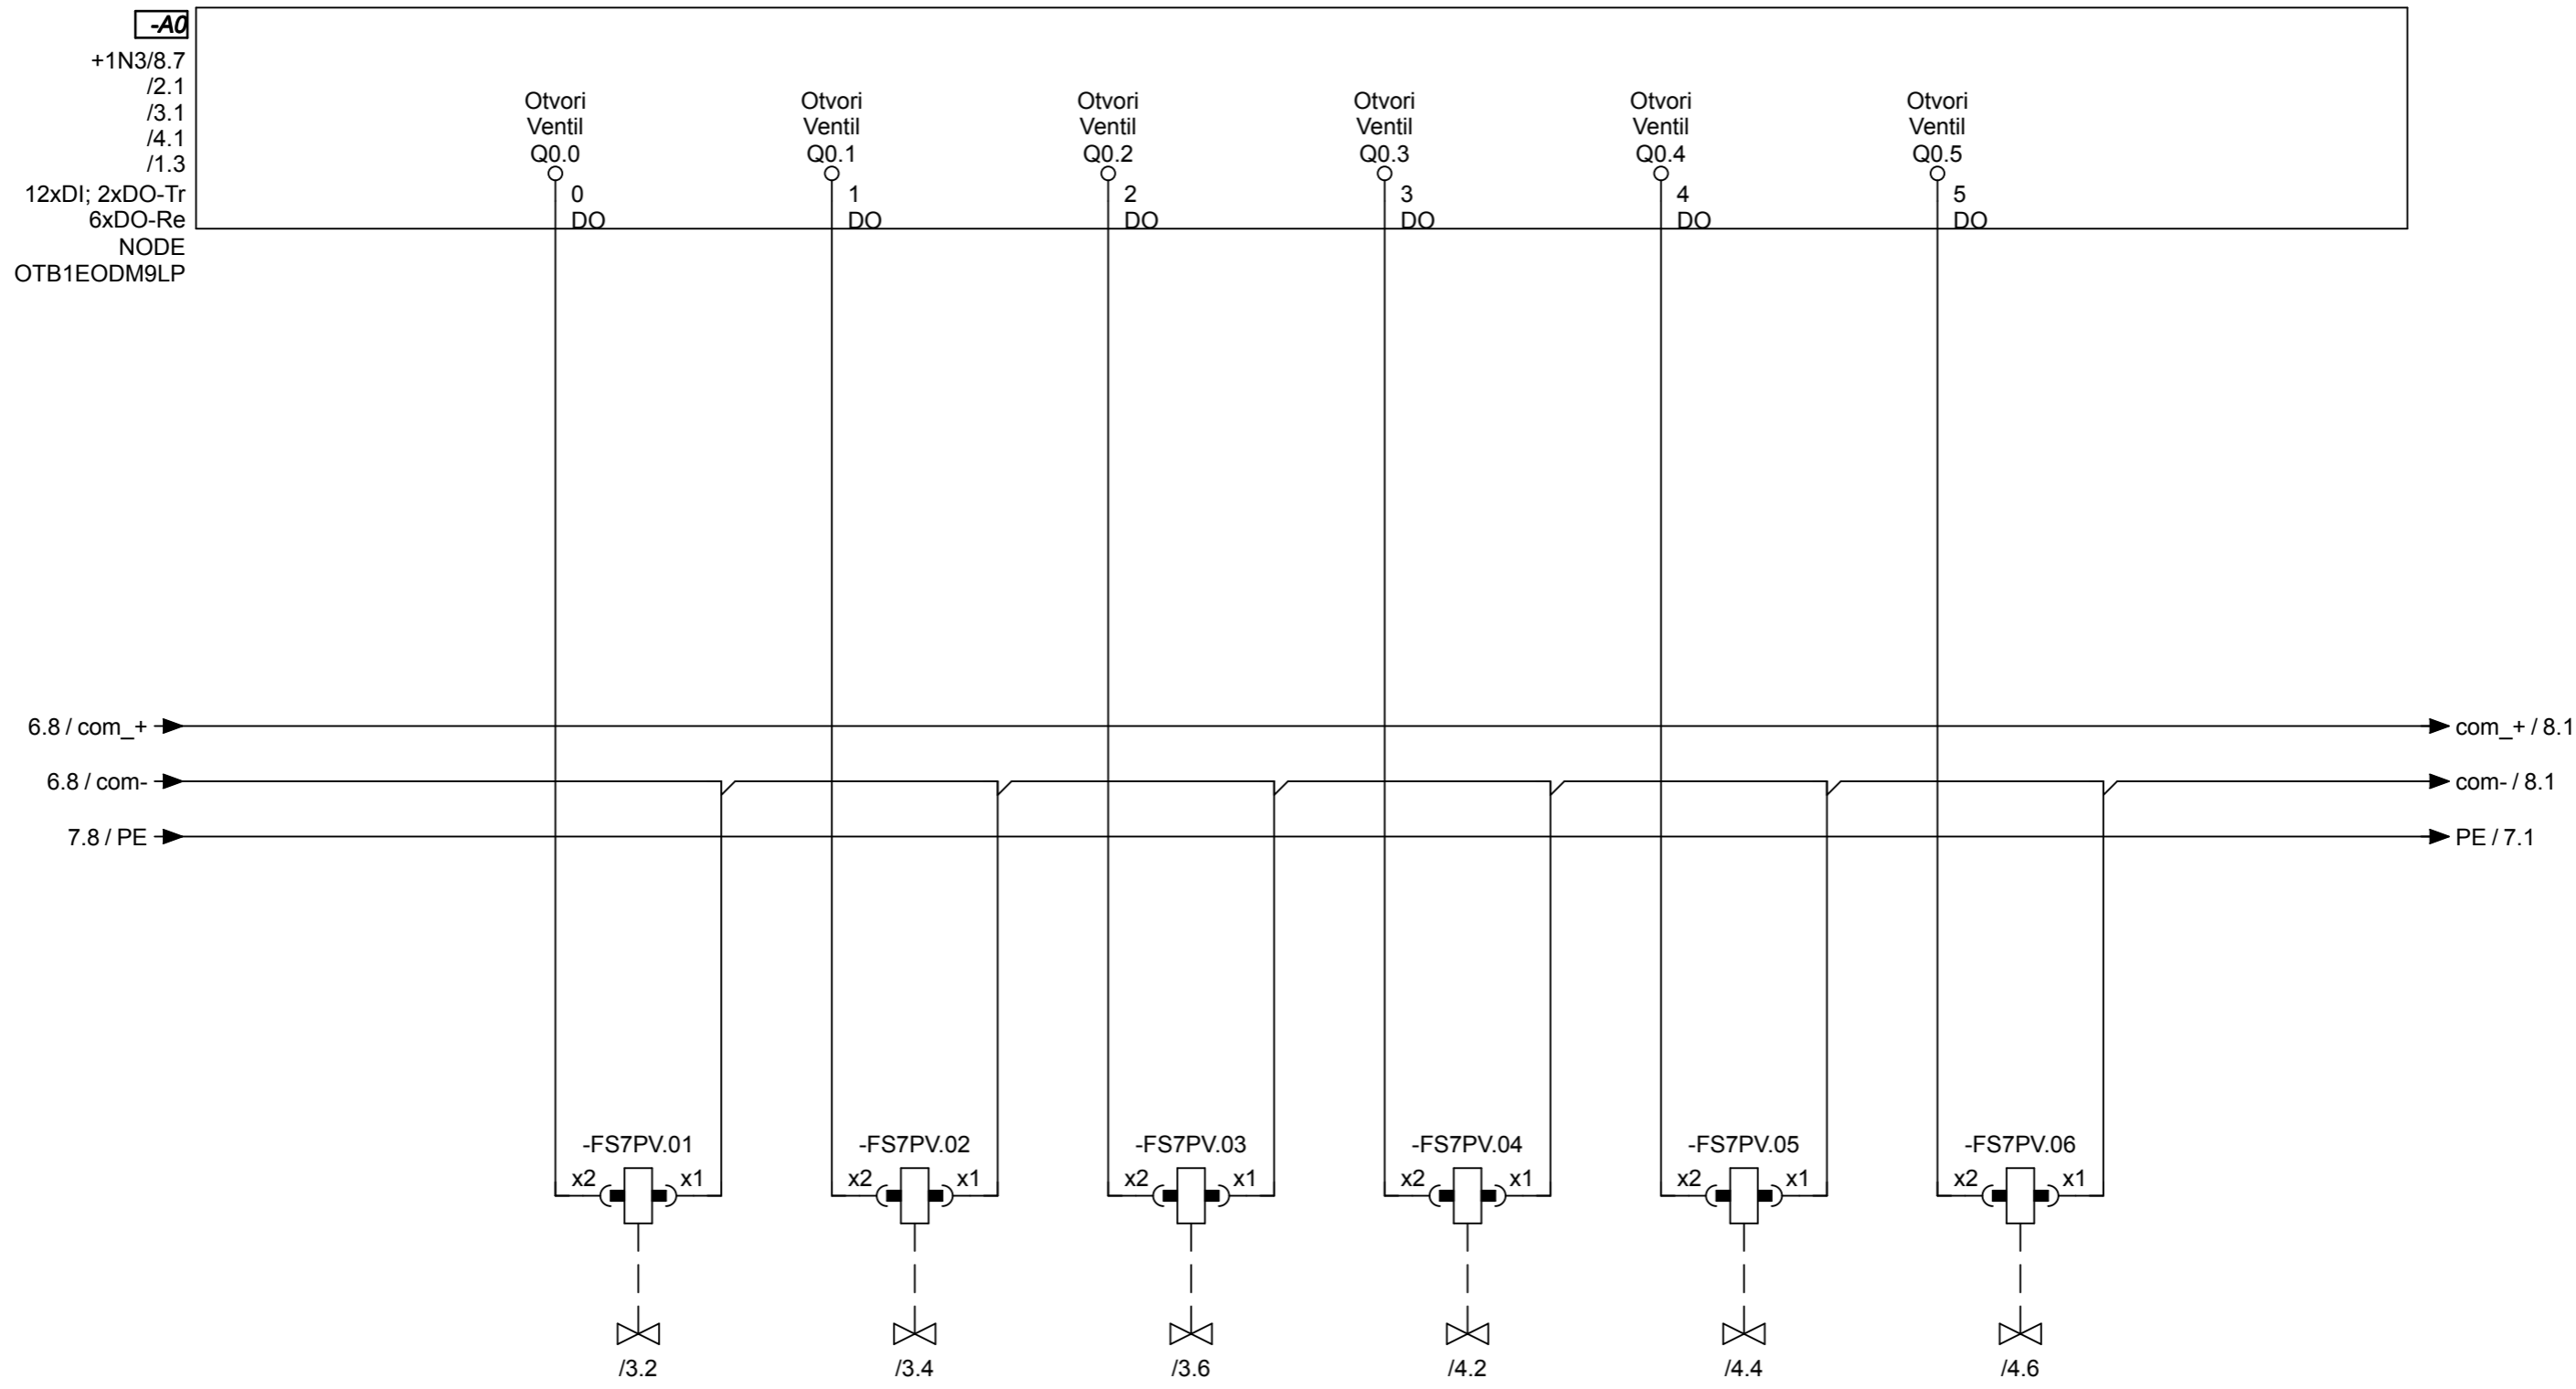 -A0
+1N3/8.7
/2.1
/3.1
/4.1
/1.3
12xDI; 2xDO-Tr
6xDO-Re
NODE
OTB1EODM9LP
Otvori Otvori Otvori Otvori Otvori Otvori
Ventil Ventil Ventil Ventil Ventil Ventil
Q0.0 Q0.1 Q0.2 Q0.3 Q0.4 Q0.5
0 1 2 3 4 5
DO DO DO DO DO DO
6.8 / com_+ com_+ / 8.1
6.8 / com- com- / 8.1
7.8 / PE PE / 7.1
-FS7PV.01 -FS7PV.02 -FS7PV.03 -FS7PV.04 -FS7PV.05 -FS7PV.06
x2 x1 x2 x1 x2 x1 x2 x1 x2 x1 x2 x1
/3.2 /3.4 /3.6 /4.2 /4.4 /4.6